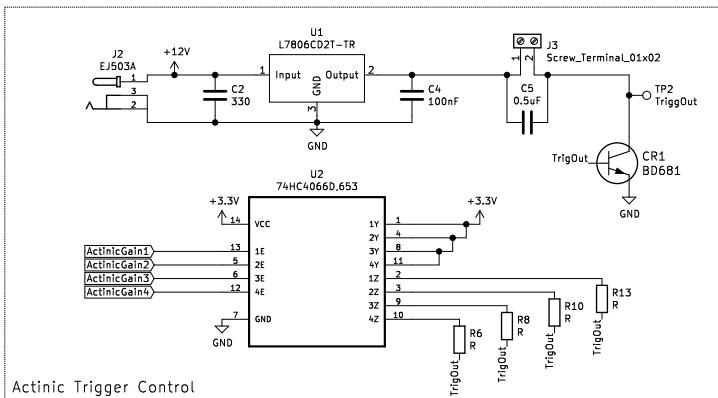 J2
EJ503A
1
3
2
+12V
C2
330
U1
L7806CD2T-TR
1 Input Output 2
GND
3
GND
C4
100nF
J3
Screw_Terminal_01x02
1 2
C5
0.5uF
TP2
TriggOut
TrigOut
CR1
BD681
GND
U2
74HC4066D,653
+3.3V
+3.3V
14 VCC 1Y 1
2Y 4
ActinicGain1 13 1E 3Y 8
ActinicGain2 5 2E 4Y 11
ActinicGain3 6 3E 1Z 2
ActinicGain4 12 4E 2Z 3
3Z 9
7 GND 4Z 10
GND
R6
R
TrigOut
R8
R
TrigOut
R10
R
TrigOut
R13
R
TrigOut
Actinic Trigger Control